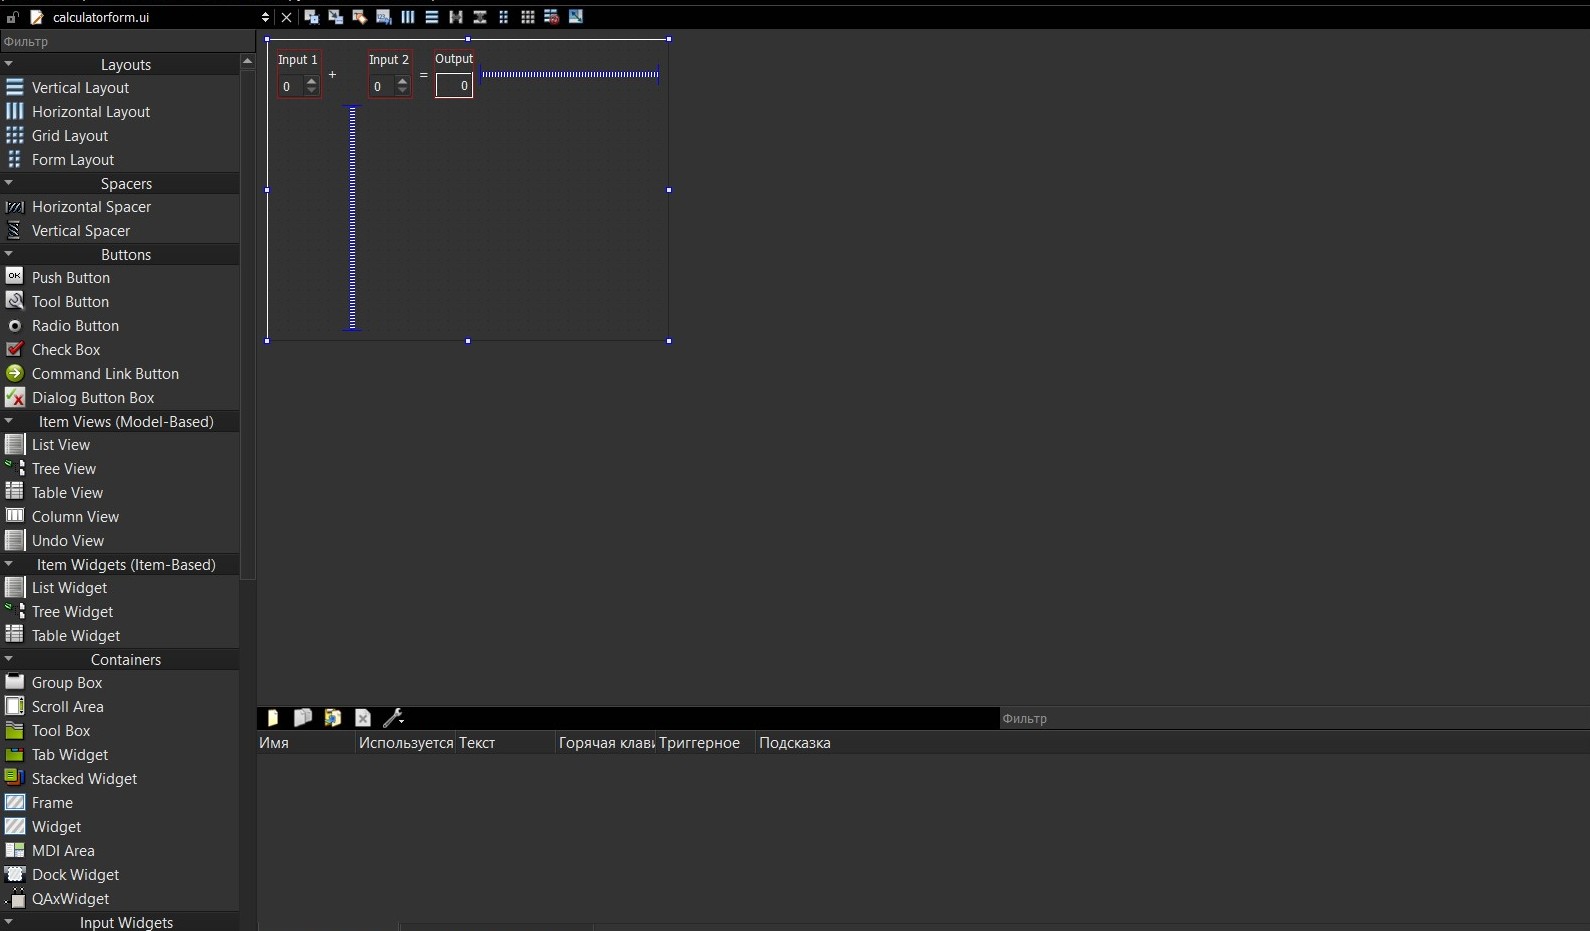 calculatorform.ui
Фильтр
Layouts
Vertical Layout
Horizontal Layout
Grid Layout
Form Layout
Spacers
Horizontal Spacer
Vertical Spacer
Buttons
OK Push Button
Tool Button
Radio Button
Check Box
Command Link Button
Dialog Button Box
Item Views (Model-Based)
List View
Tree View
Table View
Column View
Undo View
Item Widgets (Item-Based)
List Widget
Tree Widget
Table Widget
Containers
Group Box
Scroll Area
Tool Box
Tab Widget
Stacked Widget
Frame
Widget
MDI Area
Dock Widget
QAxWidget
Input Widgets
Input 1 Input 2 Output
0 + 0 = 0
Фильтр
Имя Используется Текст Горячая клави Триггерное Подсказка